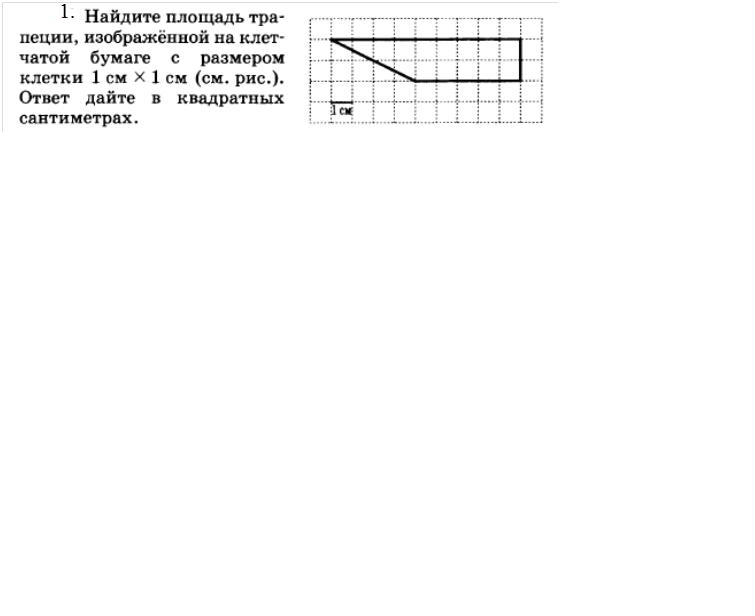 1. Найдите площадь тра-
пеции, изображённой на клет-
чатой бумаге с размером
клетки 1 см × 1 см (см. рис.).
Ответ дайте в квадратных
сантиметрах.
1 см